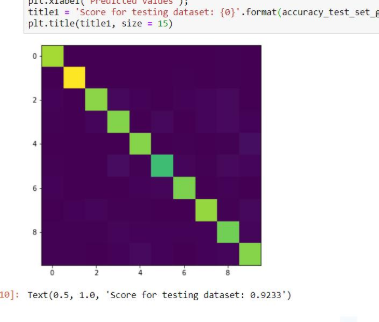 plt.xlabel('Predicted values');
title1 = 'Score for testing dataset: {0}'.format(accuracy_test_set_g
plt.title(title1, size = 15)
0
2
4
6
8
0 2 4 6 8
10]: Text(0.5, 1.0, 'Score for testing dataset: 0.9233')